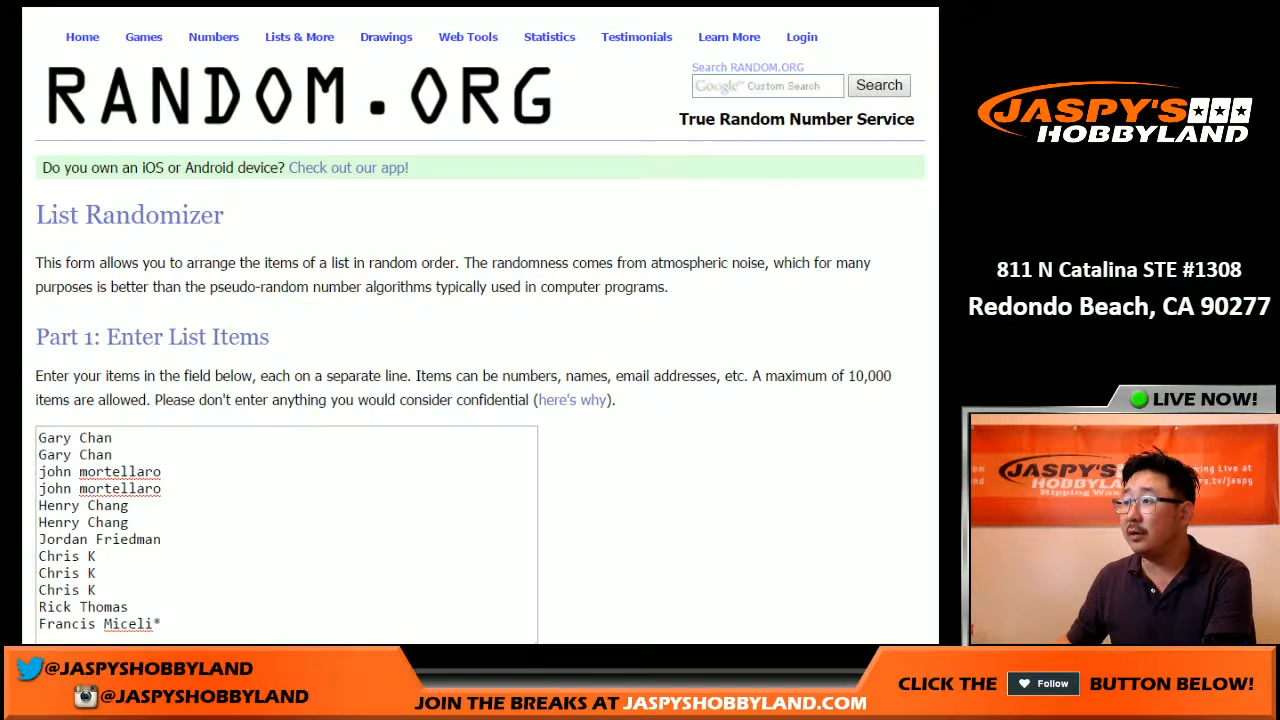 Home Games Numbers Lists & More Drawings Web Tools Statistics Testimonials Learn More Login
RANDOM.ORG
Search RANDOM.ORG
Google™ Custom Search Search
True Random Number Service
Do you own an iOS or Android device? Check out our app!
List Randomizer
This form allows you to arrange the items of a list in random order. The randomness comes from atmospheric noise, which for many
purposes is better than the pseudo-random number algorithms typically used in computer programs.
Part 1: Enter List Items
Enter your items in the field below, each on a separate line. Items can be numbers, names, email addresses, etc. A maximum of 10,000
items are allowed. Please don't enter anything you would consider confidential (here's why).
Gary Chan
Gary Chan
john mortellaro
john mortellaro
Henry Chang
Henry Chang
Jordan Friedman
Chris K
Chris K
Chris K
Rick Thomas
Francis Miceli*
JASPY'S
HOBBYLAND
811 N Catalina STE #1308
Redondo Beach, CA 90277
LIVE NOW!
JASPY'S
HOBBYLAND
Ripping Wax
Live at
@JASPYSHOBBYLAND
@JASPYSHOBBYLAND
JOIN THE BREAKS AT JASPYSHOBBYLAND.COM
CLICK THE Follow BUTTON BELOW!